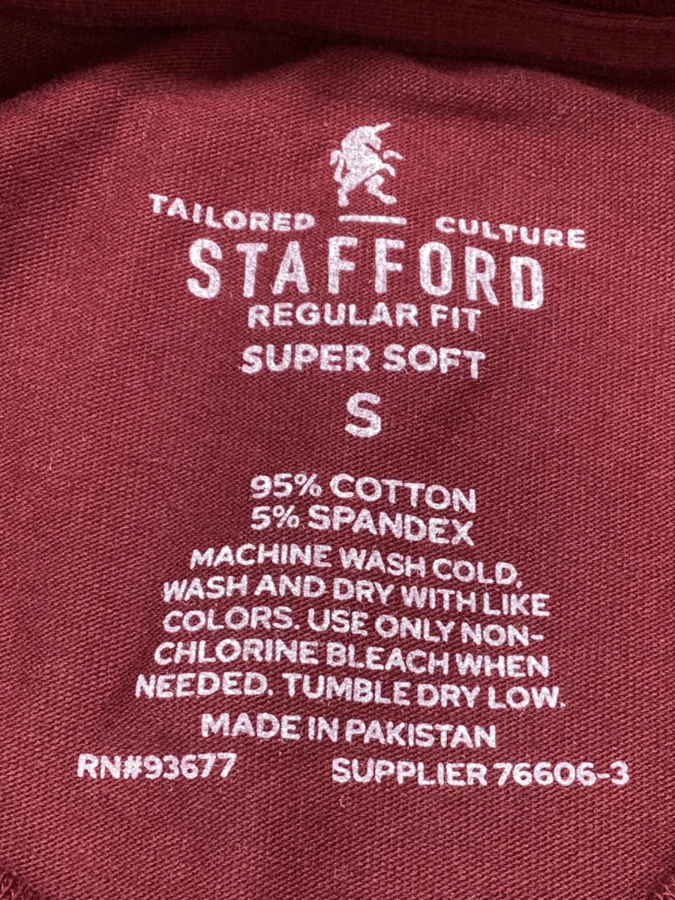 TAILORED CULTURE
STAFFORD
REGULAR FIT
SUPER SOFT
S
95% COTTON
5% SPANDEX
MACHINE WASH COLD,
WASH AND DRY WITH LIKE
COLORS. USE ONLY NON-
CHLORINE BLEACH WHEN
NEEDED. TUMBLE DRY LOW.
MADE IN PAKISTAN
RN#93677 SUPPLIER 76606-3